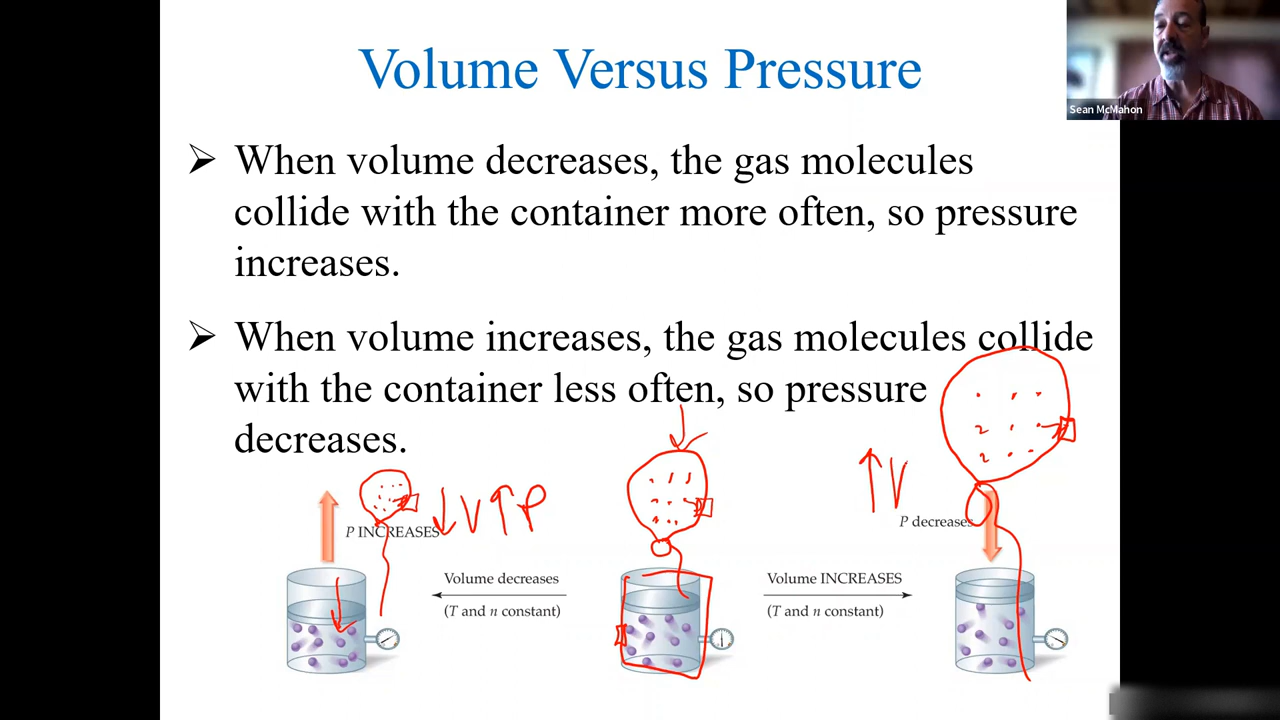 Volume Versus Pressure
Sean McMahon
➢ When volume decreases, the gas molecules
collide with the container more often, so pressure
increases.
➢ When volume increases, the gas molecules collide
with the container less often, so pressure
decreases.
↓V↑P
↑V
P INCREASES
P decreases
Volume decreases
(T and n constant)
Volume INCREASES
(T and n constant)